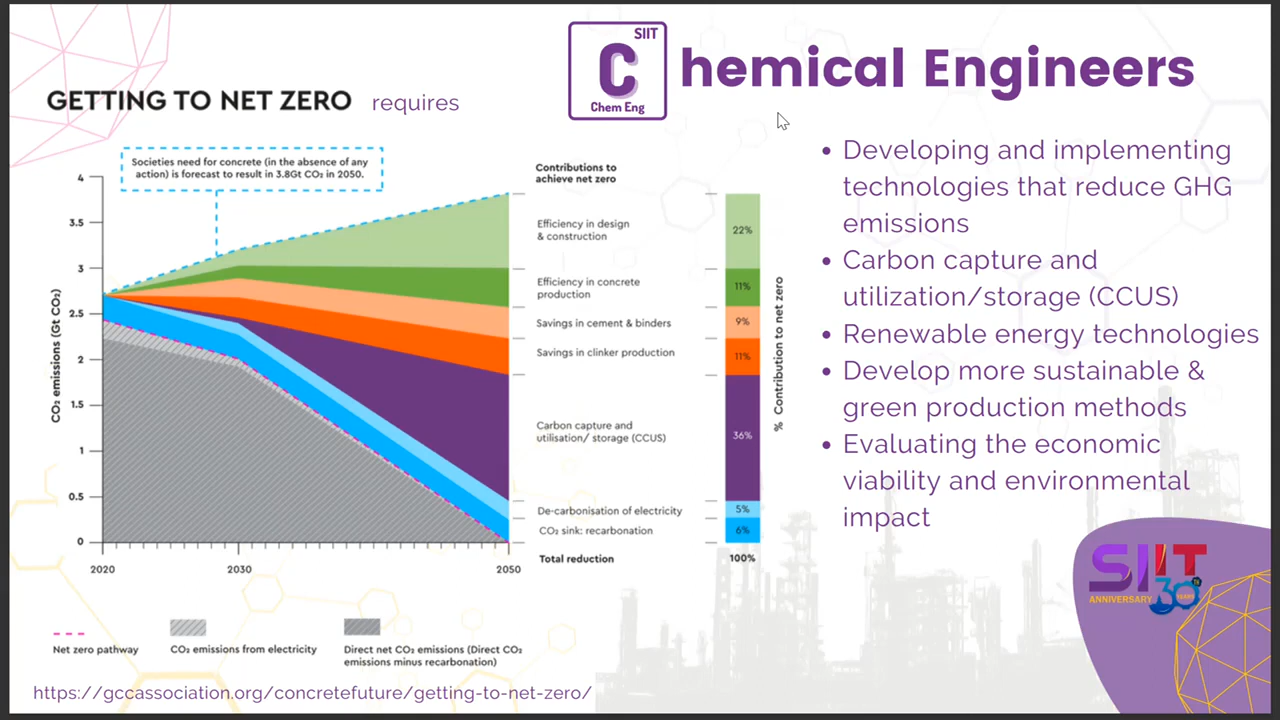 SIIT
C
Chem Eng
hemical Engineers
GETTING TO NET ZERO requires
Societies need for concrete (in the absence of any
action) is forecast to result in 3.8Gt CO₂ in 2050.
Contributions to
achieve net zero
4
3.5
3
2.5
2
1.5
1
0.5
0
CO₂ emissions (Gt CO₂)
2020
2030
2050
Efficiency in design
& construction
22%
Efficiency in concrete
production
11%
Savings in cement & binders
9%
Savings in clinker production
11%
Carbon capture and
utilisation/ storage (CCUS)
36%
De-carbonisation of electricity
5%
CO₂ sink: recarbonation
6%
Total reduction
100%
% Contribution to net zero
Net zero pathway
CO₂ emissions from electricity
Direct net CO₂ emissions (Direct CO₂
emissions minus recarbonation)
https://gccassociation.org/concretefuture/getting-to-net-zero/
• Developing and implementing
technologies that reduce GHG
emissions
• Carbon capture and
utilization/storage (CCUS)
• Renewable energy technologies
• Develop more sustainable &
green production methods
• Evaluating the economic
viability and environmental
impact
SIIT
ANNIVERSARY 30 TH YEARS